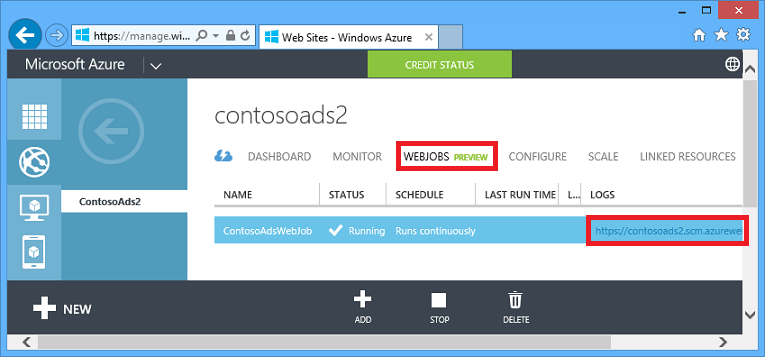 https://manage.wi...
Web Sites - Windows Azure
Microsoft Azure
CREDIT STATUS
ContosoAds2
contosoads2
DASHBOARD MONITOR WEBJOBS PREVIEW CONFIGURE SCALE LINKED RESOURCES
NAME STATUS SCHEDULE LAST RUN TIME L... LOGS
ContosoAdsWebJob Running Runs continuously https://contosoads2.scm.azurewe
NEW
ADD STOP DELETE